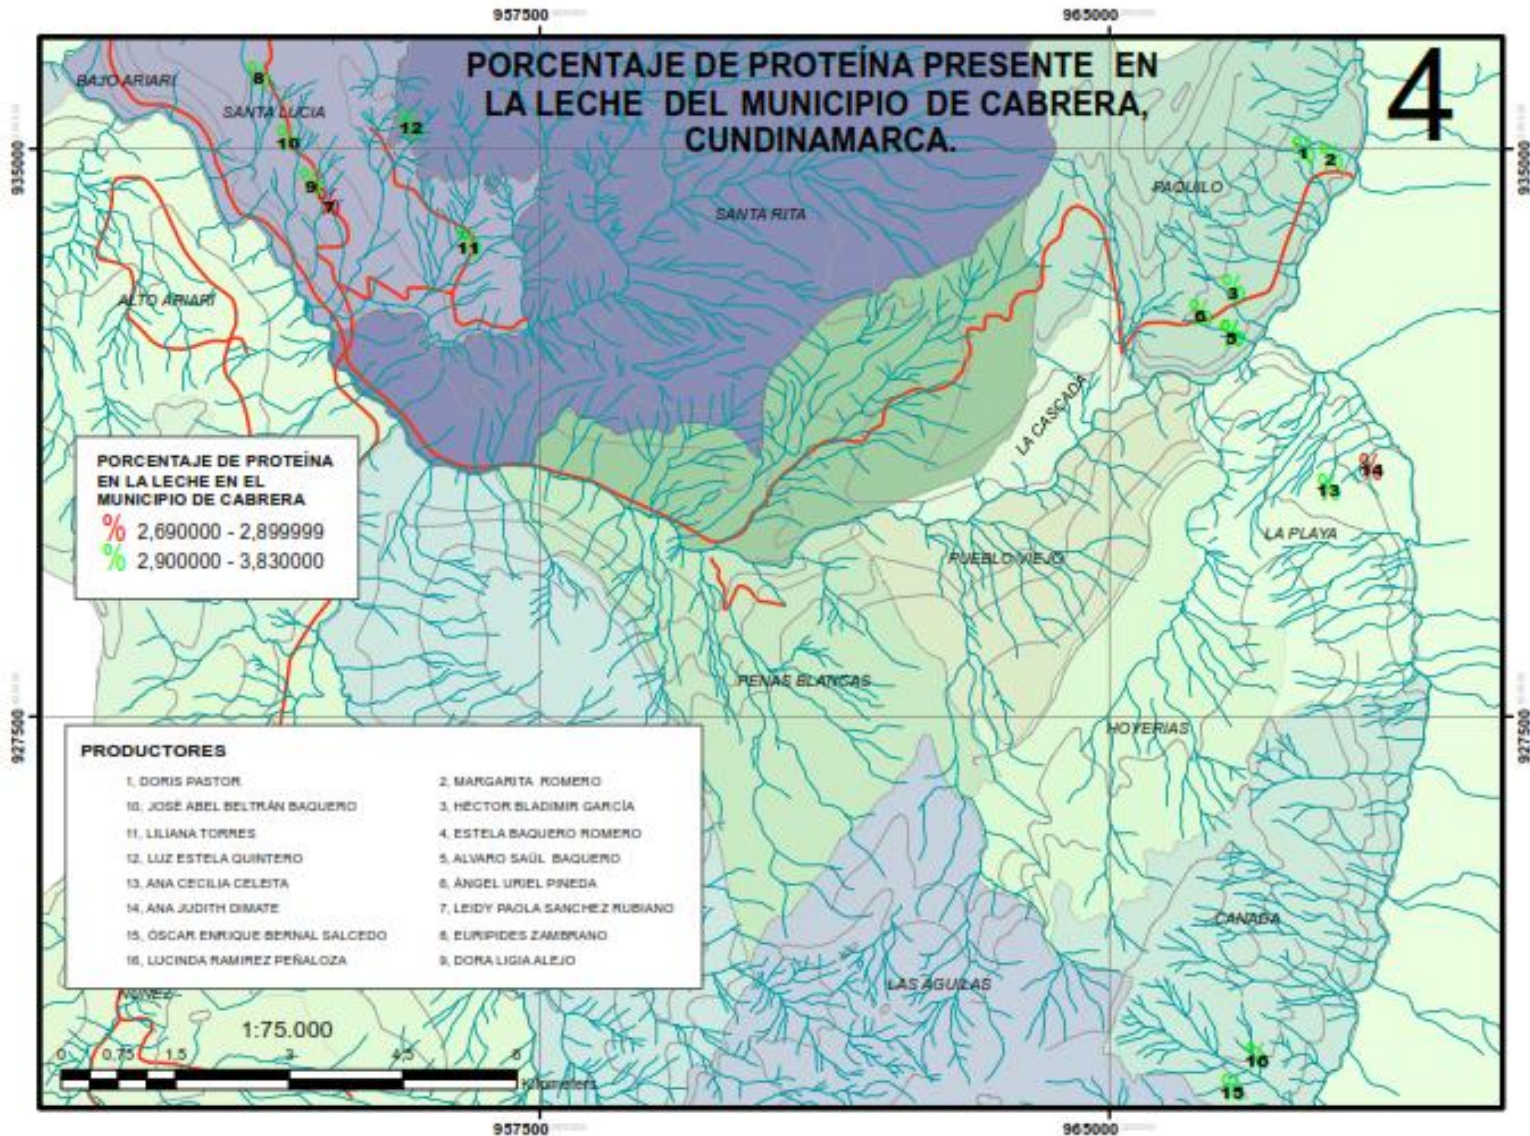 957500
965000
PORCENTAJE DE PROTEÍNA PRESENTE EN
LA LECHE DEL MUNICIPIO DE CABRERA,
CUNDINAMARCA.
4
BAJO ARIARI
8
SANTA LUCIA
12
10
935000
935000
1
2
9
7
PAQUILO
SANTA RITA
11
ALTO ARIARI
3
6
5
LA CASCADA
PORCENTAJE DE PROTEÍNA
EN LA LECHE EN EL
MUNICIPIO DE CABRERA
% 2,690000 - 2,899999
% 2,900000 - 3,830000
14
13
LA PLAYA
PUEBLO VIEJO
PENAS BLANCAS
927500
927500
HOYERIAS
PRODUCTORES
1, DORIS PASTOR
10, JOSÉ ABEL BELTRÁN BAQUERO
11, LILIANA TORRES
12, LUZ ESTELA QUINTERO
13, ANA CECILIA CELEITA
14, ANA JUDITH DIMATE
15, ÓSCAR ENRIQUE BERNAL SALCEDO
16, LUCINDA RAMIREZ PEÑALOZA
2, MARGARITA ROMERO
3, HÉCTOR BLADIMIR GARCÍA
4, ESTELA BAQUERO ROMERO
5, ALVARO SAÚL BAQUERO
6, ÁNGEL URIEL PINEDA
7, LEIDY PAOLA SANCHEZ RUBIANO
8, EURIPIDES ZAMBRANO
9, DORA LIGIA ALEJO
CANADA
LAS AGUILAS
NUÑEZ
1:75.000
0 0.75 1.5 3 4.5 6
Kilometers
16
15
957500
965000